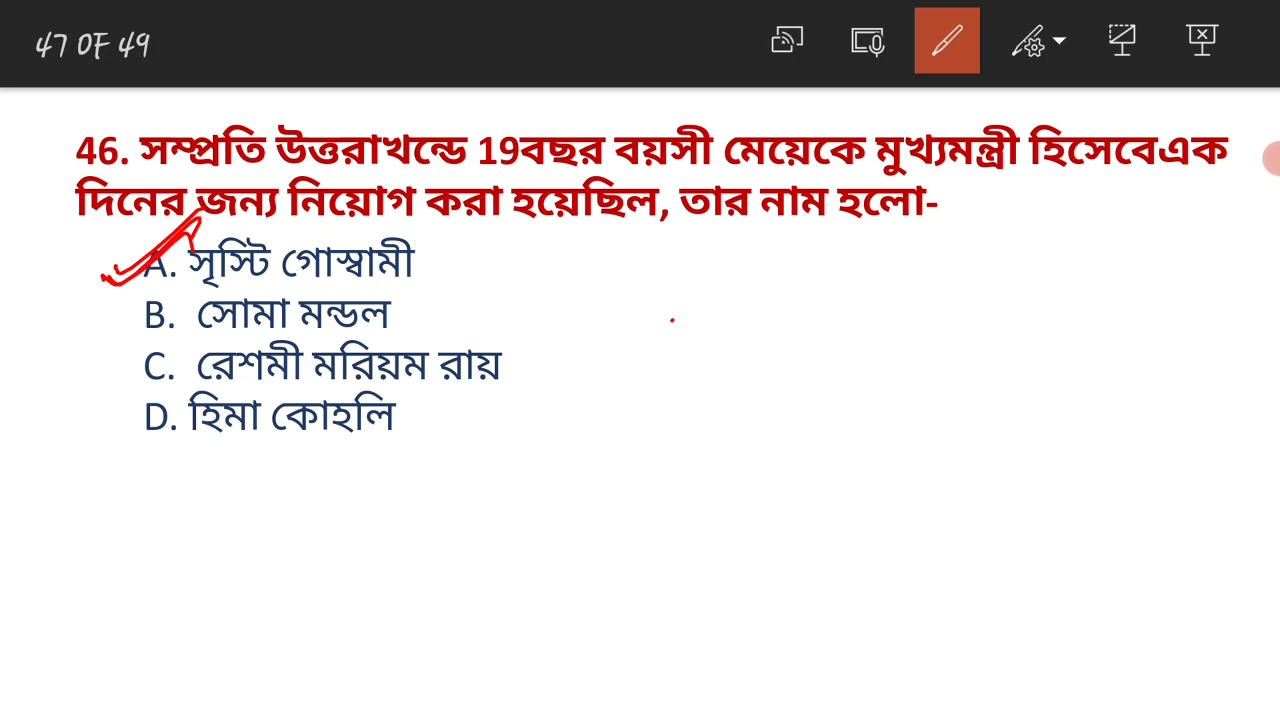 47 OF 49
46. সম্প্রতি উত্তরাখন্ডে 19বছর বয়সী মেয়েকে মুখ্যমন্ত্রী হিসেবেএক
দিনের জন্য নিয়োগ করা হয়েছিল, তার নাম হলো-
A. সৃস্টি গোস্বামী
B. সোমা মন্ডল
C. রেশমী মরিয়ম রায়
D. হিমা কোহলি